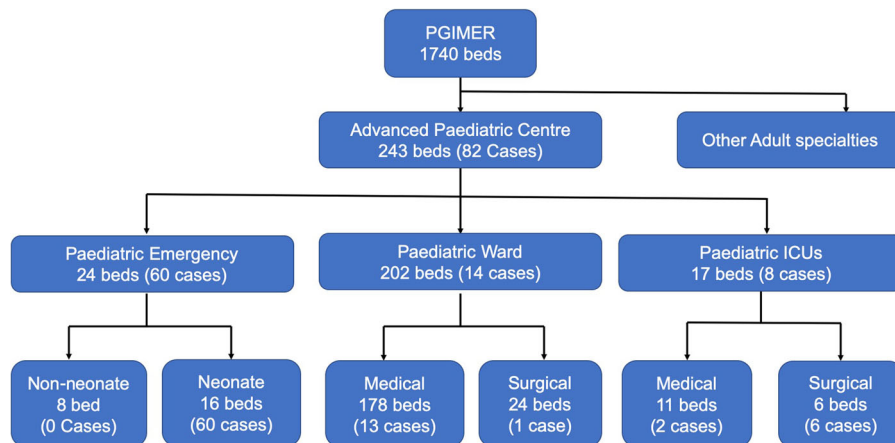 PGIMER
1740 beds
Advanced Paediatric Centre
243 beds (82 Cases)
Other Adult specialties
Paediatric Emergency
24 beds (60 cases)
Paediatric Ward
202 beds (14 cases)
Paediatric ICUs
17 beds (8 cases)
Non-neonate
8 bed
(0 Cases)
Neonate
16 beds
(60 cases)
Medical
178 beds
(13 cases)
Surgical
24 beds
(1 case)
Medical
11 beds
(2 cases)
Surgical
6 beds
(6 cases)